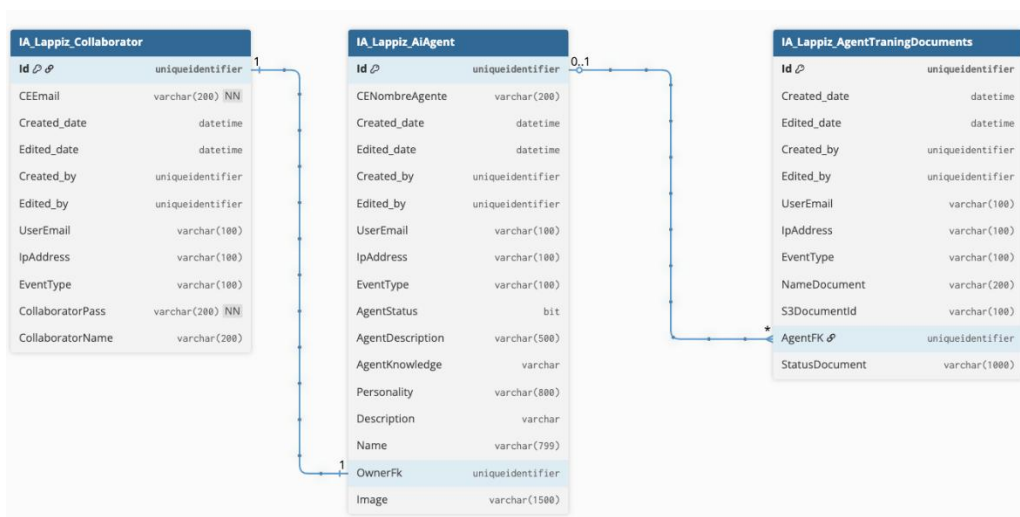 IA_Lappiz_Collaborator
Id uniqueidentifier
CEEmail varchar(200) NN
Created_date datetime
Edited_date datetime
Created_by uniqueidentifier
Edited_by uniqueidentifier
UserEmail varchar(100)
IpAddress varchar(100)
EventType varchar(100)
CollaboratorPass varchar(200) NN
CollaboratorName varchar(200)
1
1
IA_Lappiz_AiAgent
Id uniqueidentifier
CENombreAgente varchar(200)
Created_date datetime
Edited_date datetime
Created_by uniqueidentifier
Edited_by uniqueidentifier
UserEmail varchar(100)
IpAddress varchar(100)
EventType varchar(100)
AgentStatus bit
AgentDescription varchar(500)
AgentKnowledge varchar
Personality varchar(800)
Description varchar
Name varchar(799)
OwnerFk uniqueidentifier
Image varchar(1500)
0..1
*
IA_Lappiz_AgentTraningDocuments
Id uniqueidentifier
Created_date datetime
Edited_date datetime
Created_by uniqueidentifier
Edited_by uniqueidentifier
UserEmail varchar(100)
IpAddress varchar(100)
EventType varchar(100)
NameDocument varchar(200)
S3DocumentId varchar(100)
AgentFK uniqueidentifier
StatusDocument varchar(1000)